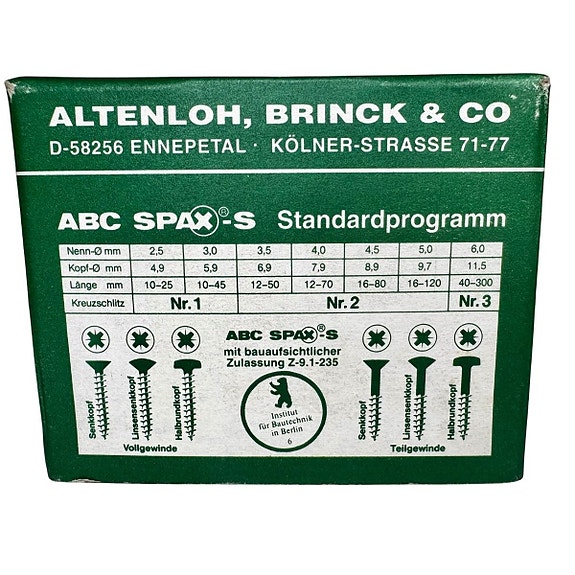 ALTENLOH, BRINCK & CO
D-58256 ENNEPETAL · KÖLNER-STRASSE 71-77
ABC SPAX®-S Standardprogramm
Nenn-Ø mm 2,5 3,0 3,5 4,0 4,5 5,0 6,0
Kopf-Ø mm 4,9 5,9 6,9 7,9 8,9 9,7 11,5
Länge mm 10–25 10–45 12–50 12–70 16–80 16–120 40–300
Kreuzschlitz Nr.1 Nr.2 Nr.3
ABC SPAX®-S
mit bauaufsichtlicher
Zulassung Z-9.1-235
Senkkopf
Linsensenkkopf
Halbrundkopf
Vollgewinde
Institut
für Bautechnik
in Berlin
6
Senkkopf
Linsensenkkopf
Halbrundkopf
Teilgewinde